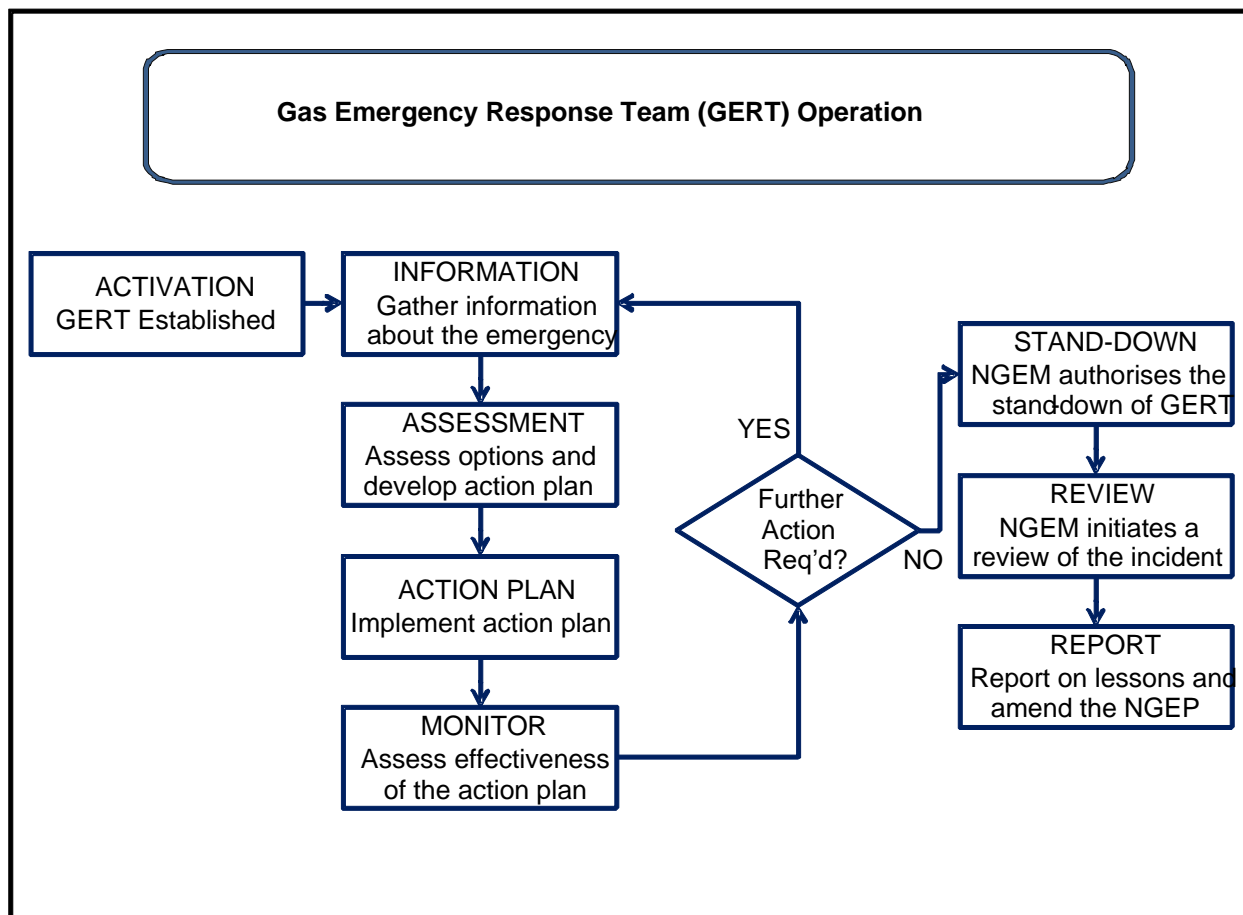 Gas Emergency Response Team (GERT) Operation
ACTIVATION
GERT Established
INFORMATION
Gather information
about the emergency
ASSESSMENT
Assess options and
develop action plan
ACTION PLAN
Implement action plan
MONITOR
Assess effectiveness
of the action plan
YES
Further
Action
Req'd?
NO
STAND-DOWN
NGEM authorises the
stand-down of GERT
REVIEW
NGEM initiates a
review of the incident
REPORT
Report on lessons and
amend the NGEP